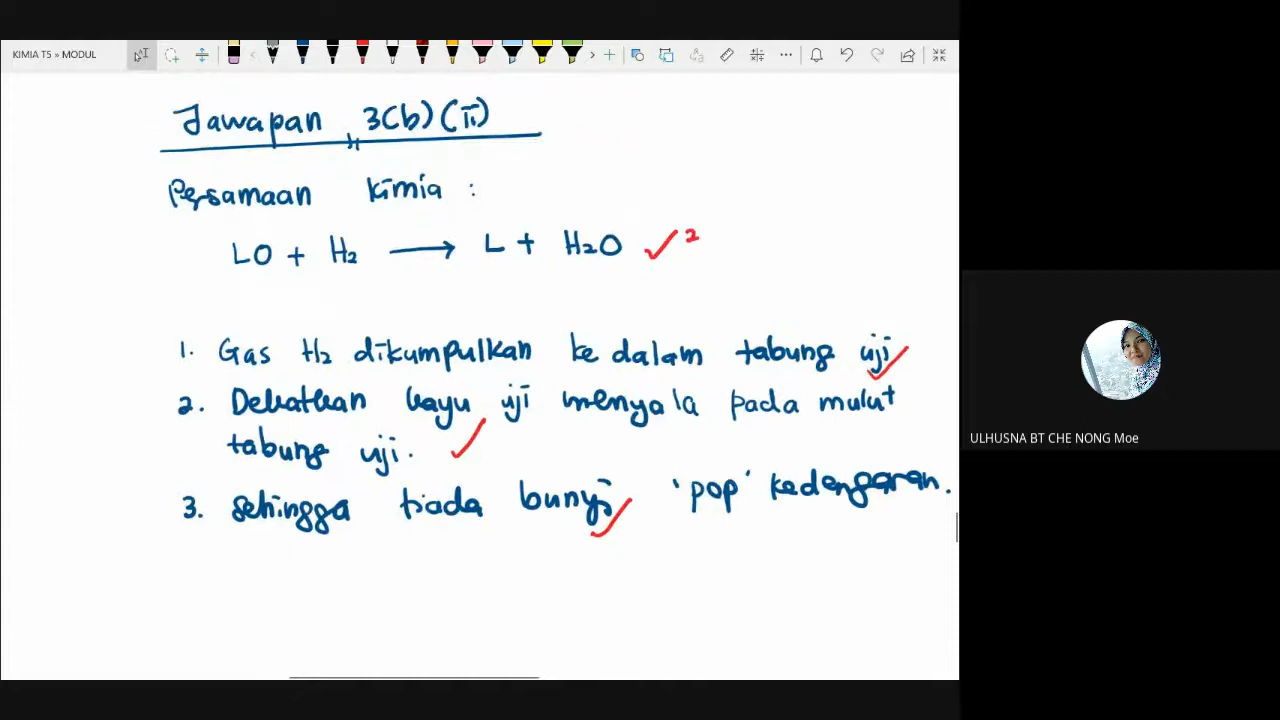 KIMIA T5 » MODUL
Jawapan 3(b)(ii)
Persamaan Kimia :
LO + H₂ ⟶ L + H₂O ✓²
1. Gas H₂ dikumpulkan ke dalam tabung uji ✓
2. Dekatkan kayu uji menyala pada mulut
tabung uji. ✓
3. sehingga tiada bunyi ✓ 'pop' kedengaran.
ULHUSNA BT CHE NONG Moe